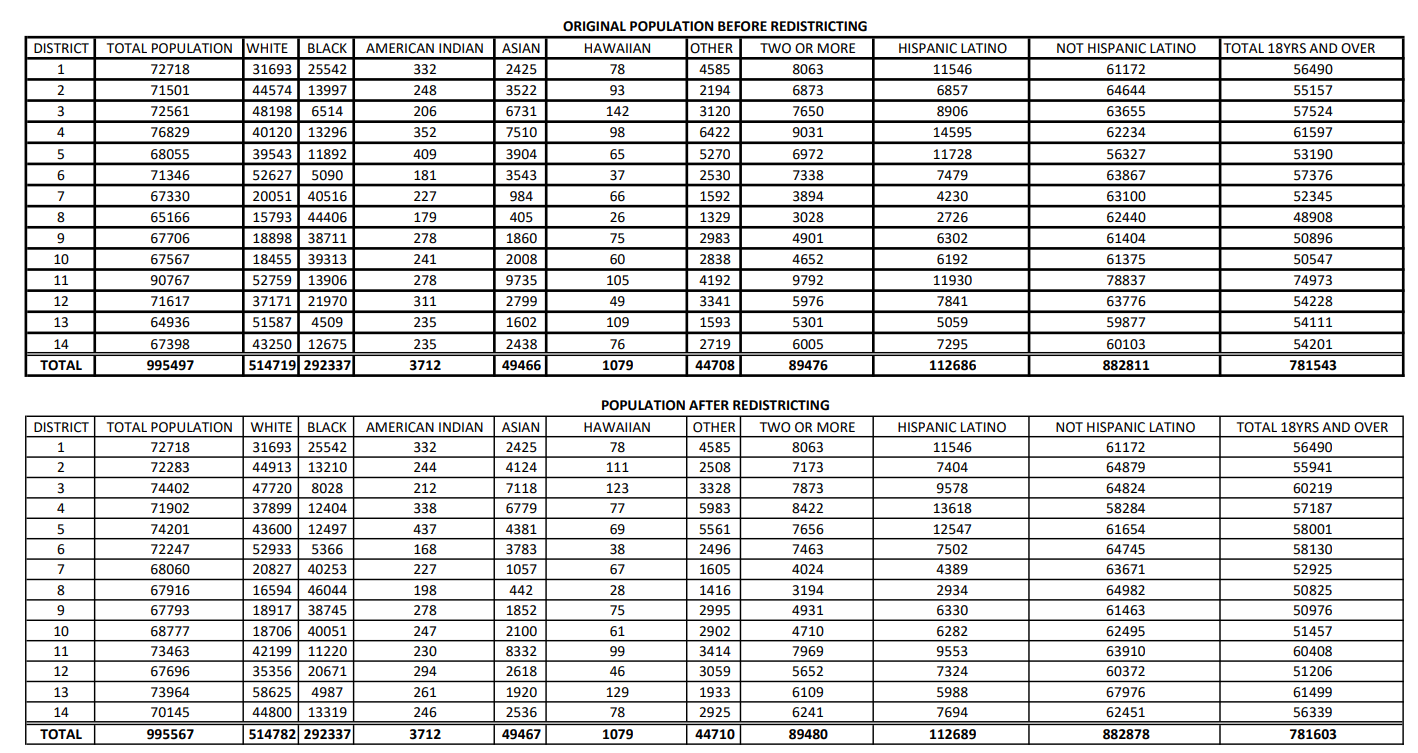 ORIGINAL POPULATION BEFORE REDISTRICTING
DISTRICT TOTAL POPULATION WHITE BLACK AMERICAN INDIAN ASIAN HAWAIIAN OTHER TWO OR MORE HISPANIC LATINO NOT HISPANIC LATINO TOTAL 18YRS AND OVER
1 72718 31693 25542 332 2425 78 4585 8063 11546 61172 56490
2 71501 44574 13997 248 3522 93 2194 6873 6857 64644 55157
3 72561 48198 6514 206 6731 142 3120 7650 8906 63655 57524
4 76829 40120 13296 352 7510 98 6422 9031 14595 62234 61597
5 68055 39543 11892 409 3904 65 5270 6972 11728 56327 53190
6 71346 52627 5090 181 3543 37 2530 7338 7479 63867 57376
7 67330 20051 40516 227 984 66 1592 3894 4230 63100 52345
8 65166 15793 44406 179 405 26 1329 3028 2726 62440 48908
9 67706 18898 38711 278 1860 75 2983 4901 6302 61404 50896
10 67567 18455 39313 241 2008 60 2838 4652 6192 61375 50547
11 90767 52759 13906 278 9735 105 4192 9792 11930 78837 74973
12 71617 37171 21970 311 2799 49 3341 5976 7841 63776 54228
13 64936 51587 4509 235 1602 109 1593 5301 5059 59877 54111
14 67398 43250 12675 235 2438 76 2719 6005 7295 60103 54201
TOTAL 995497 514719 292337 3712 49466 1079 44708 89476 112686 882811 781543
POPULATION AFTER REDISTRICTING
DISTRICT TOTAL POPULATION WHITE BLACK AMERICAN INDIAN ASIAN HAWAIIAN OTHER TWO OR MORE HISPANIC LATINO NOT HISPANIC LATINO TOTAL 18YRS AND OVER
1 72718 31693 25542 332 2425 78 4585 8063 11546 61172 56490
2 72283 44913 13210 244 4124 111 2508 7173 7404 64879 55941
3 74402 47720 8028 212 7118 123 3328 7873 9578 64824 60219
4 71902 37899 12404 338 6779 77 5983 8422 13618 58284 57187
5 74201 43600 12497 437 4381 69 5561 7656 12547 61654 58001
6 72247 52933 5366 168 3783 38 2496 7463 7502 64745 58130
7 68060 20827 40253 227 1057 67 1605 4024 4389 63671 52925
8 67916 16594 46044 198 442 28 1416 3194 2934 64982 50825
9 67793 18917 38745 278 1852 75 2995 4931 6330 61463 50976
10 68777 18706 40051 247 2100 61 2902 4710 6282 62495 51457
11 73463 42199 11220 230 8332 99 3414 7969 9553 63910 60408
12 67696 35356 20671 294 2618 46 3059 5652 7324 60372 51206
13 73964 58625 4987 261 1920 129 1933 6109 5988 67976 61499
14 70145 44800 13319 246 2536 78 2925 6241 7694 62451 56339
TOTAL 995567 514782 292337 3712 49467 1079 44710 89480 112689 882878 781603